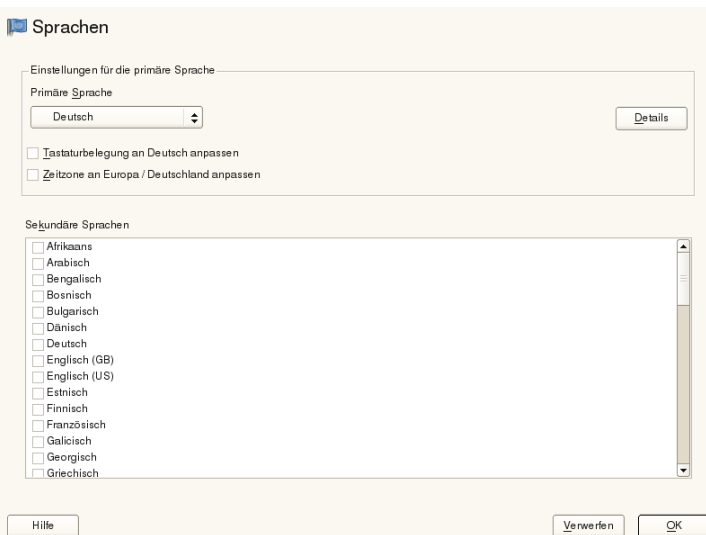 Sprachen
Einstellungen für die primäre Sprache
Primäre Sprache
Deutsch
Details
Tastaturbelegung an Deutsch anpassen
Zeitzone an Europa / Deutschland anpassen
Sekundäre Sprachen
Afrikaans
Arabisch
Bengalisch
Bosnisch
Bulgarisch
Dänisch
Deutsch
Englisch (GB)
Englisch (US)
Estnisch
Finnisch
Französisch
Galicisch
Georgisch
Griechisch
Hilfe
Verwerfen
OK